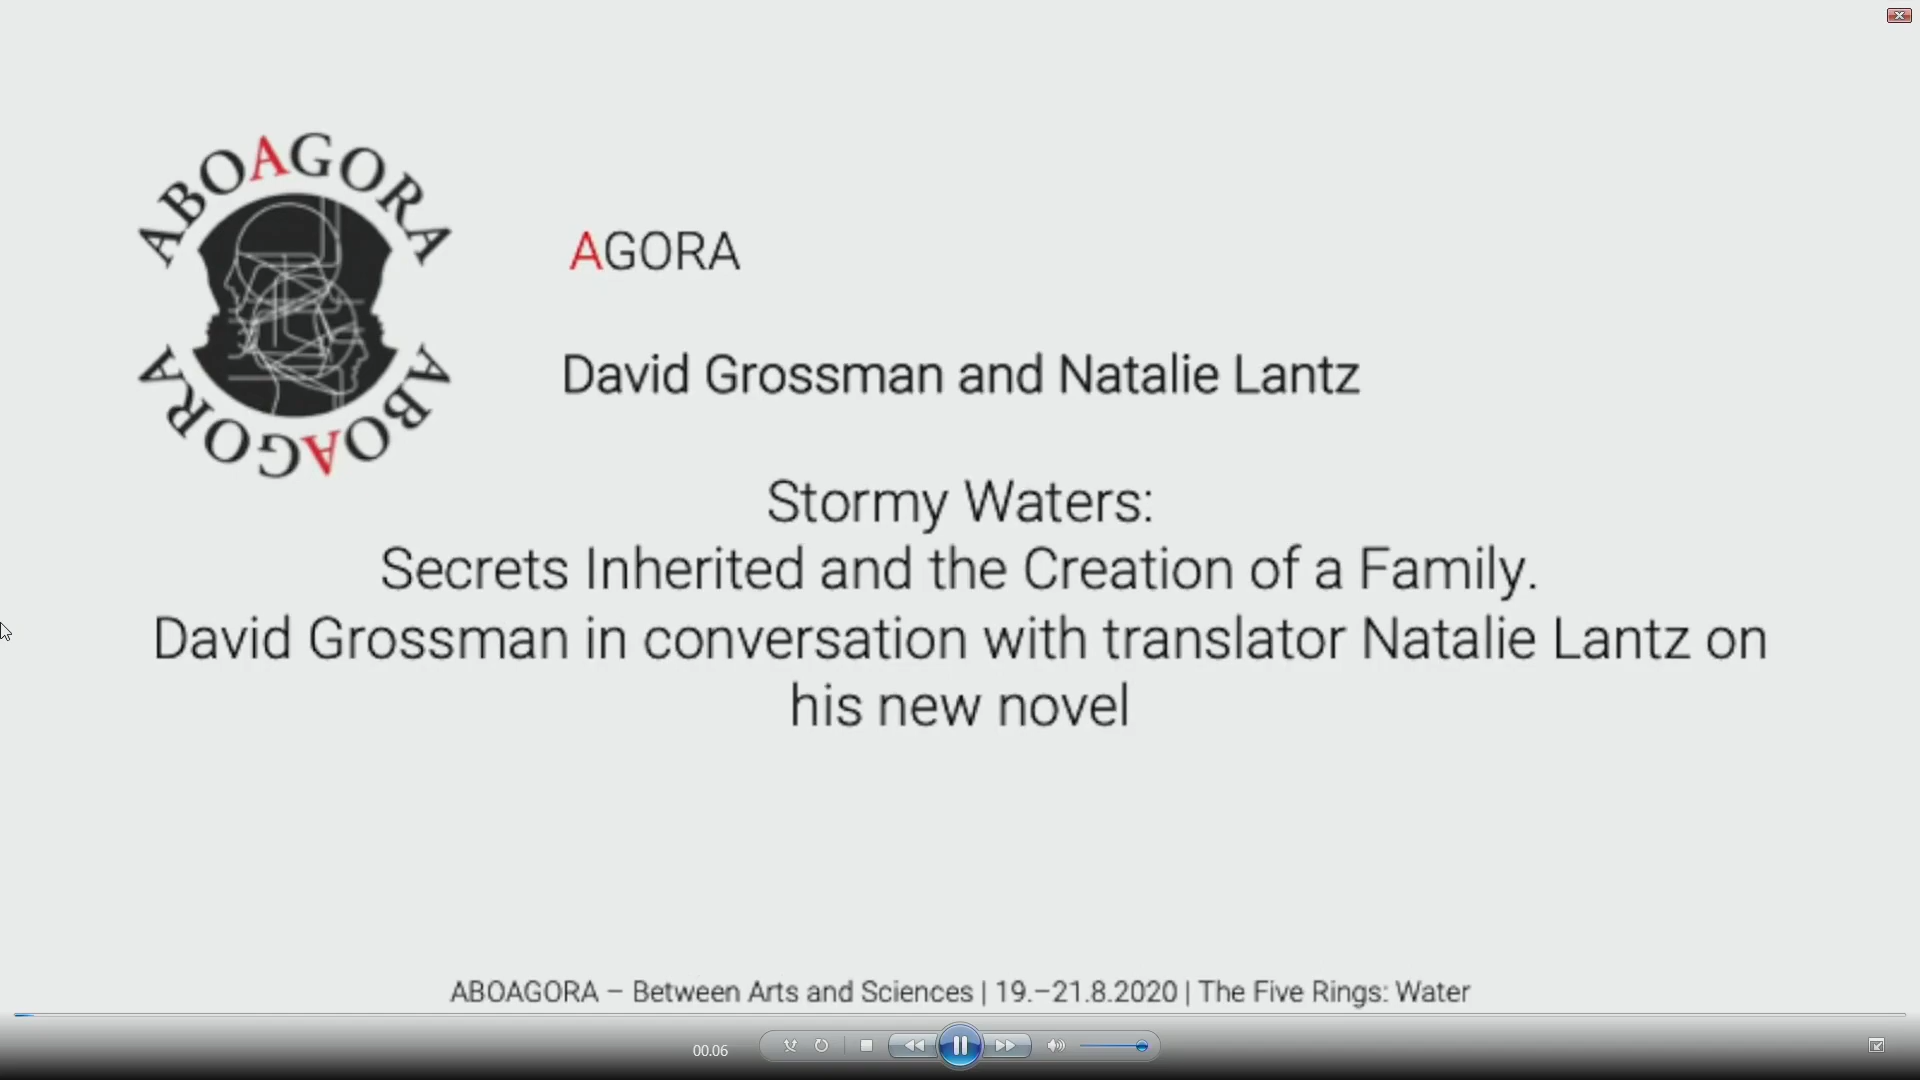 ABOAGORA
ABOAGORA
AGORA
David Grossman and Natalie Lantz
Stormy Waters:
Secrets Inherited and the Creation of a Family.
David Grossman in conversation with translator Natalie Lantz on
his new novel
ABOAGORA – Between Arts and Sciences | 19.–21.8.2020 | The Five Rings: Water
00.06